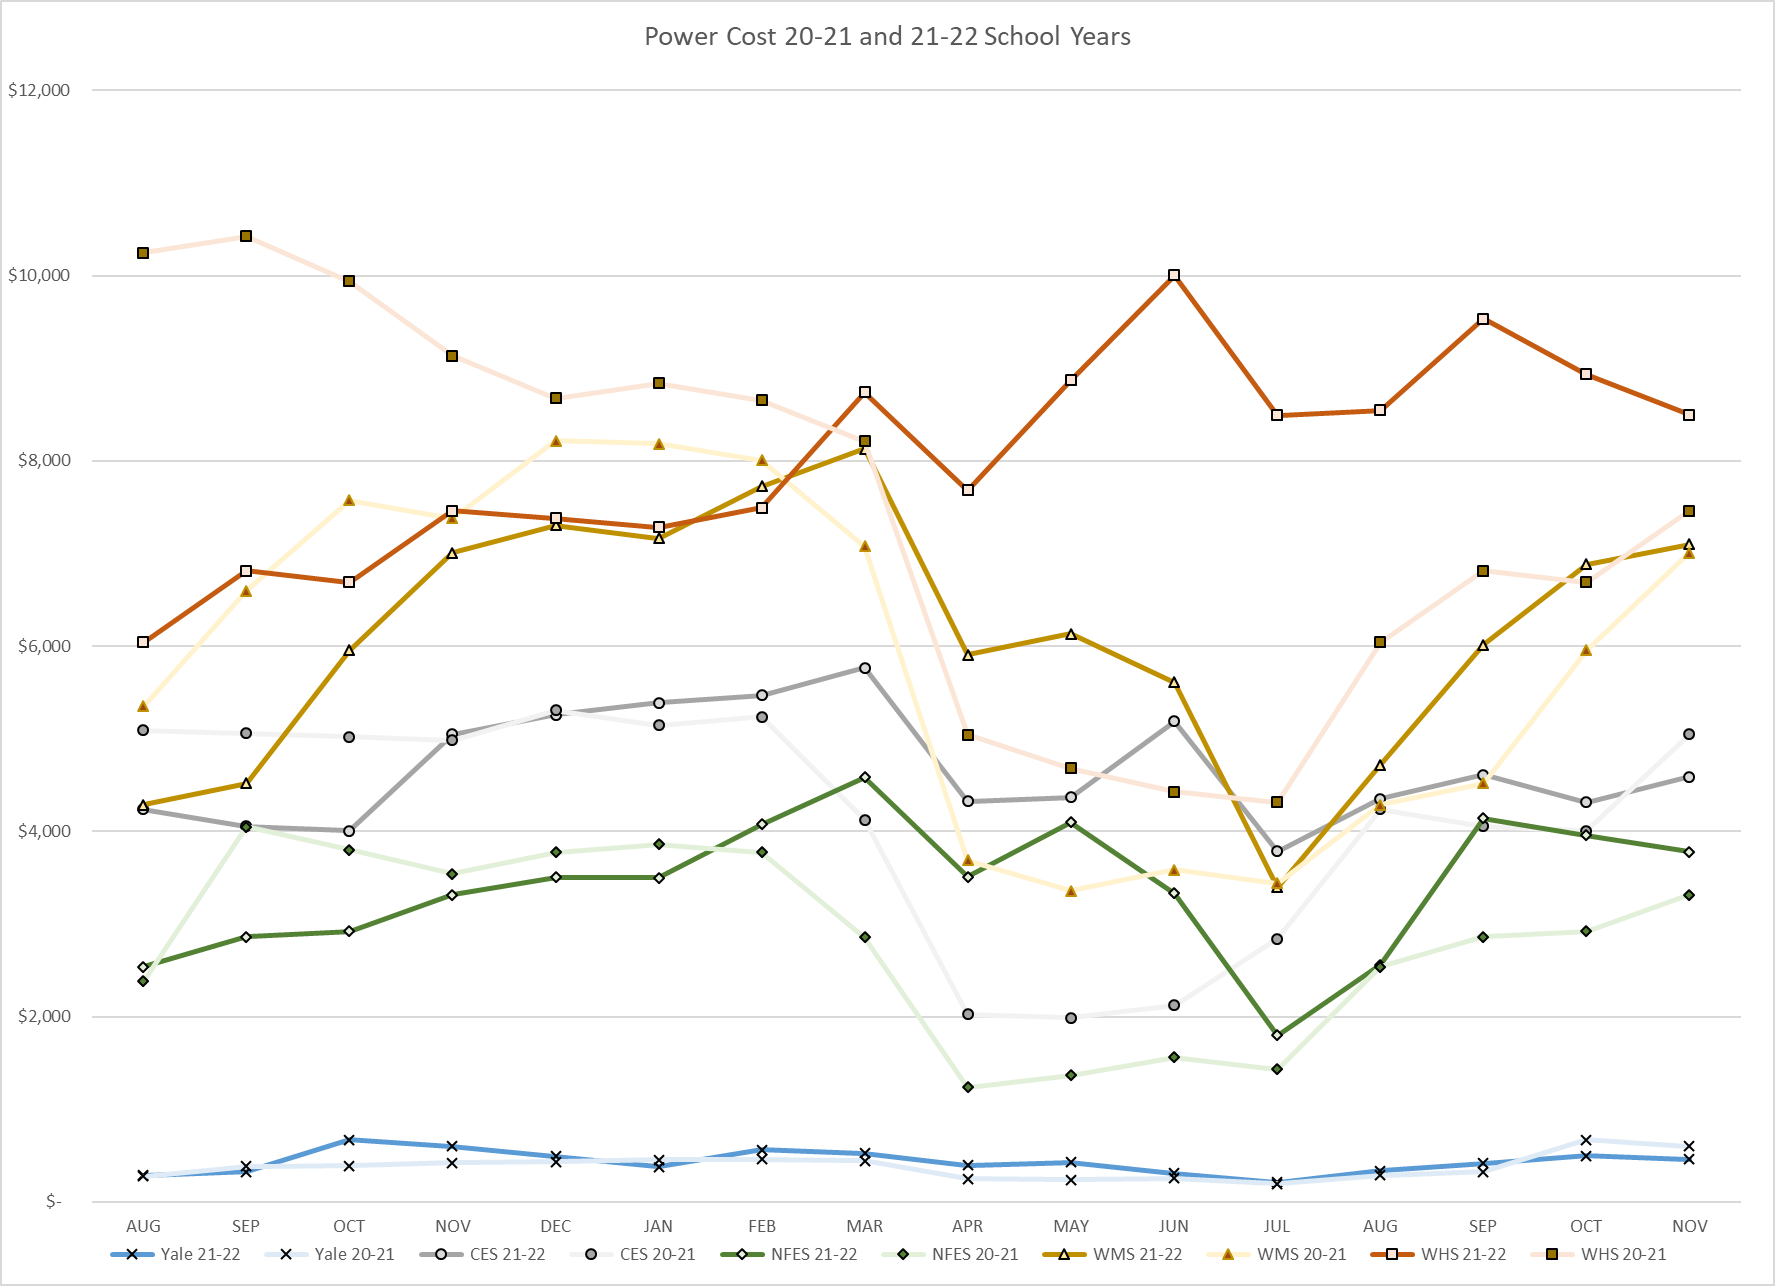 Power Cost 20-21 and 21-22 School Years
$12,000
$10,000
$8,000
$6,000
$4,000
$2,000
$-
AUG SEP OCT NOV DEC JAN FEB MAR APR MAY JUN JUL AUG SEP OCT NOV
Yale 21-22 Yale 20-21 CES 21-22 CES 20-21 NFES 21-22 NFES 20-21 WMS 21-22 WMS 20-21 WHS 21-22 WHS 20-21